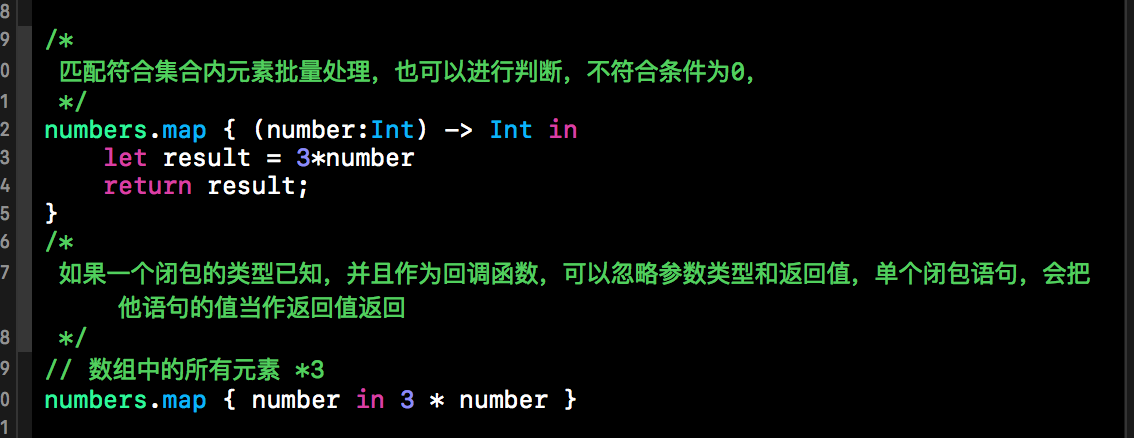 8
9 /*
0 匹配符合集合内元素批量处理，也可以进行判断，不符合条件为0，
1 */
2 numbers.map { (number:Int) -> Int in
3 let result = 3*number
4 return result;
5 }
6 /*
7 如果一个闭包的类型已知，并且作为回调函数，可以忽略参数类型和返回值，单个闭包语句，会把
他语句的值当作返回值返回
8 */
9 // 数组中的所有元素 *3
0 numbers.map { number in 3 * number }
1